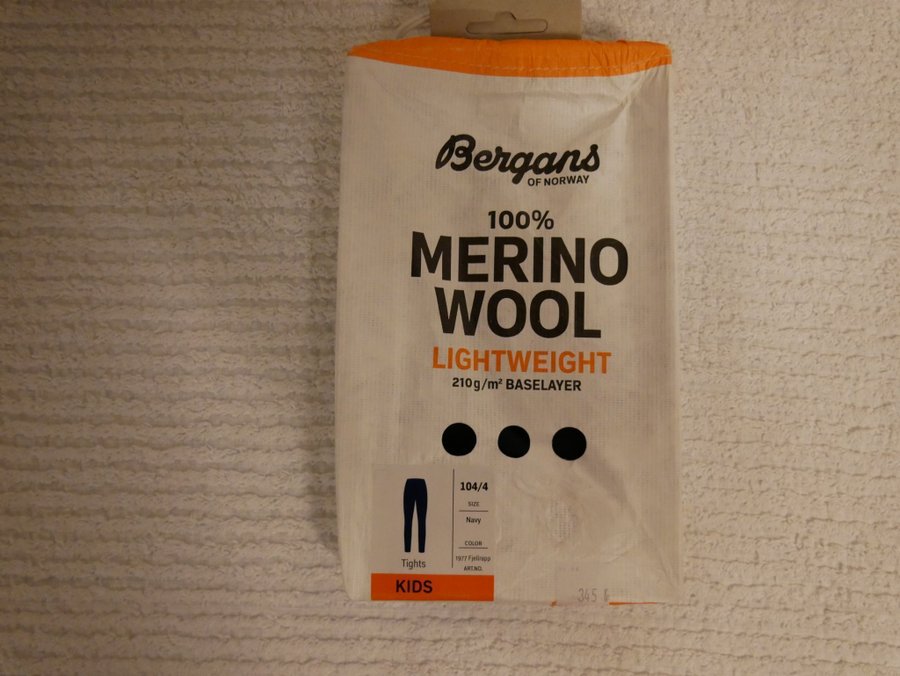 Bergans
OF NORWAY
100%
MERINO
WOOL
LIGHTWEIGHT
210g/m² BASELAYER
104/4
SIZE
Navy
COLOR
1977 Fjellrapp
ART.NO.
Tights
KIDS
345